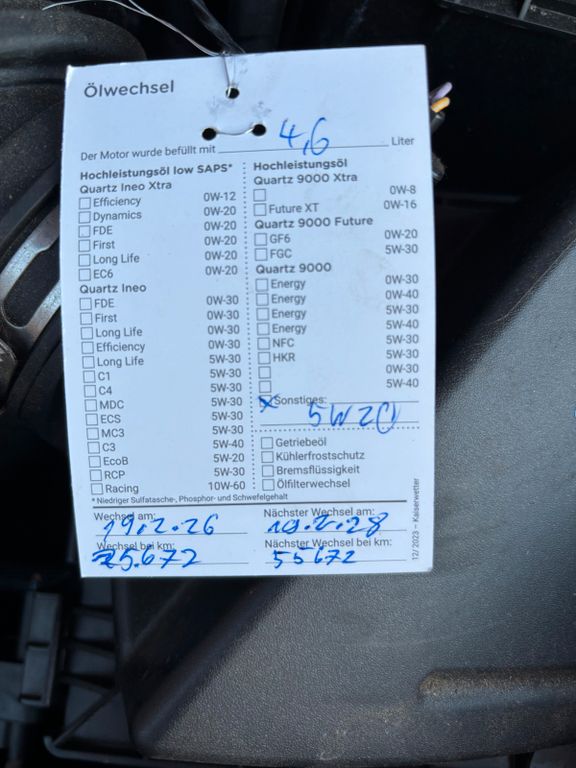 Ölwechsel
Der Motor wurde befüllt mit 4,6 Liter
Hochleistungsöl low SAPS*
Quartz Ineo Xtra
Efficiency 0W-12
Dynamics 0W-20
FDE 0W-20
First 0W-20
Long Life 0W-20
EC6 0W-20
Quartz Ineo
FDE 0W-30
First 0W-30
Long Life 0W-30
Efficiency 0W-30
Long Life 5W-30
C1 5W-30
C4 5W-30
MDC 5W-30
ECS 5W-30
MC3 5W-30
C3 5W-40
EcoB 5W-20
RCP 5W-30
Racing 10W-60
Hochleistungsöl
Quartz 9000 Xtra
0W-8
Future XT 0W-16
Quartz 9000 Future
GF6 0W-20
FGC 5W-30
Quartz 9000
Energy 0W-30
Energy 0W-40
Energy 5W-30
Energy 5W-40
NFC 5W-30
HKR 5W-30
0W-30
5W-40
x Sonstiges:
5W20
Getriebeöl
Kühlerfrostschutz
Bremsflüssigkeit
Ölfilterwechsel
* Niedriger Sulfatasche-, Phosphor- und Schwefelgehalt
Wechsel am: 19.2.26
Nächster Wechsel am: 19.2.28
Wechsel bei km: 25.672
Nächster Wechsel bei km: 55672
12/2023 – Kaiserwetter